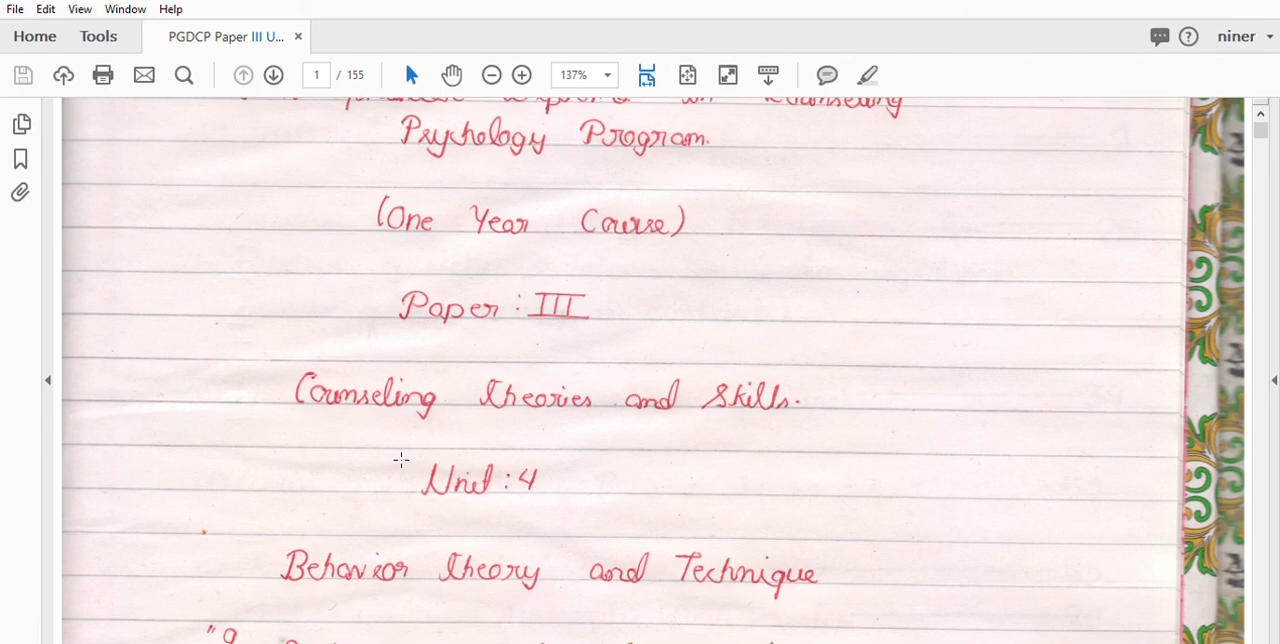 File Edit View Window Help
Home Tools PGDCP Paper III U... × niner
1 / 155 137%
Counseling
Psychology Program.
(One Year Course)
Paper : III
Counseling theories and Skills.
Unit : 4
Behavior theory and Technique